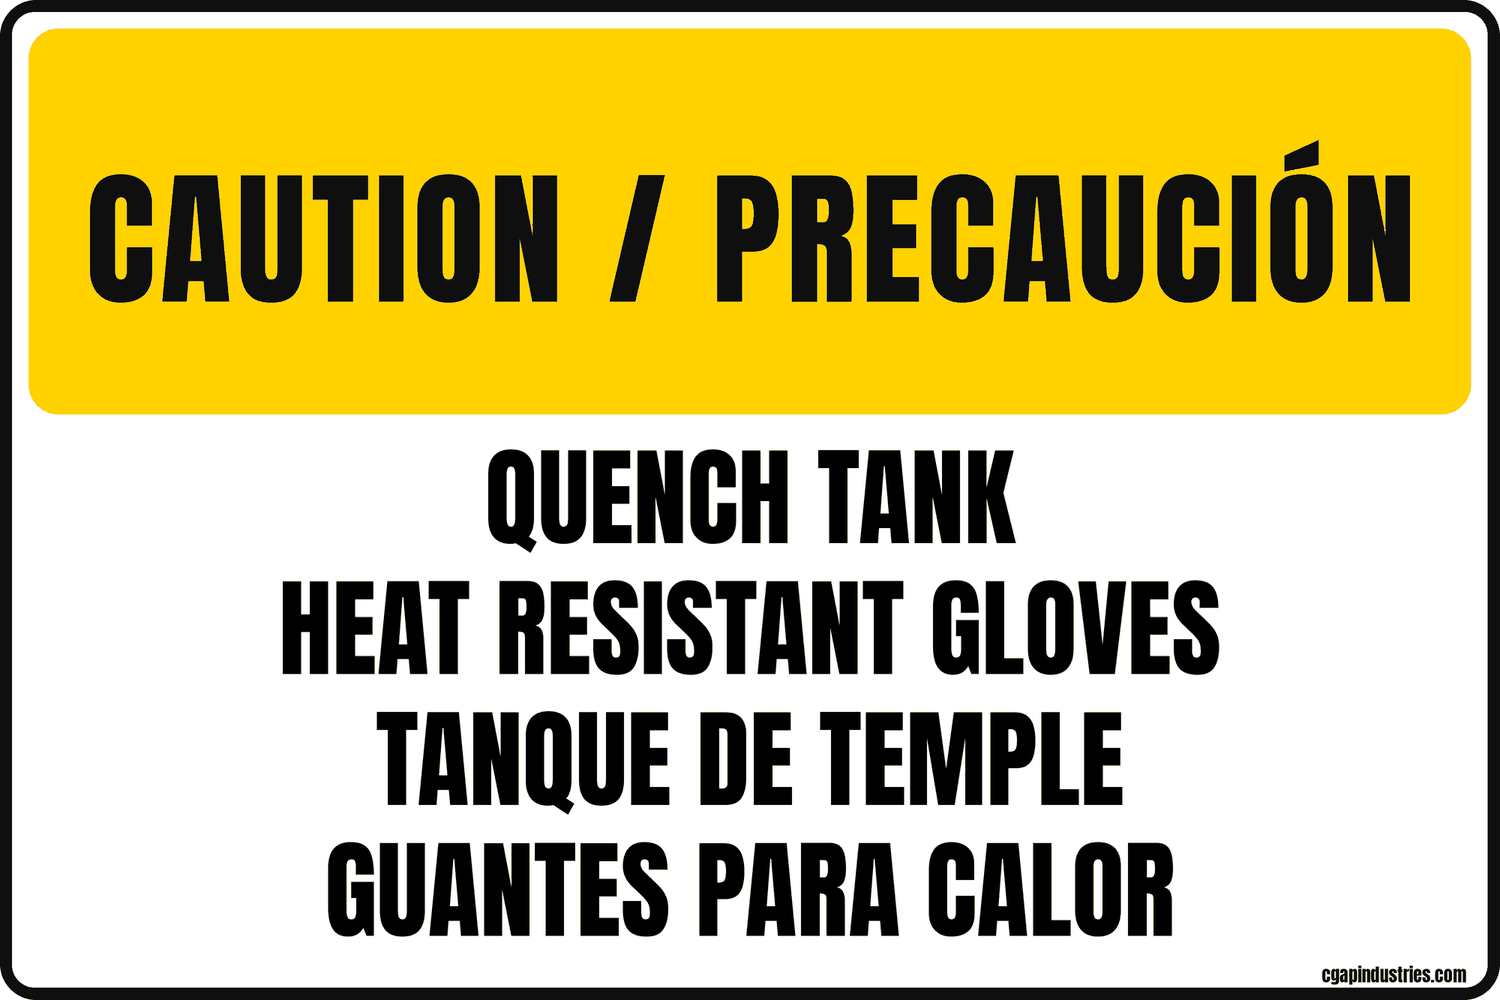 CAUTION / PRECAUCIÓN
QUENCH TANK
HEAT RESISTANT GLOVES
TANQUE DE TEMPLE
GUANTES PARA CALOR
cgapindustries.com